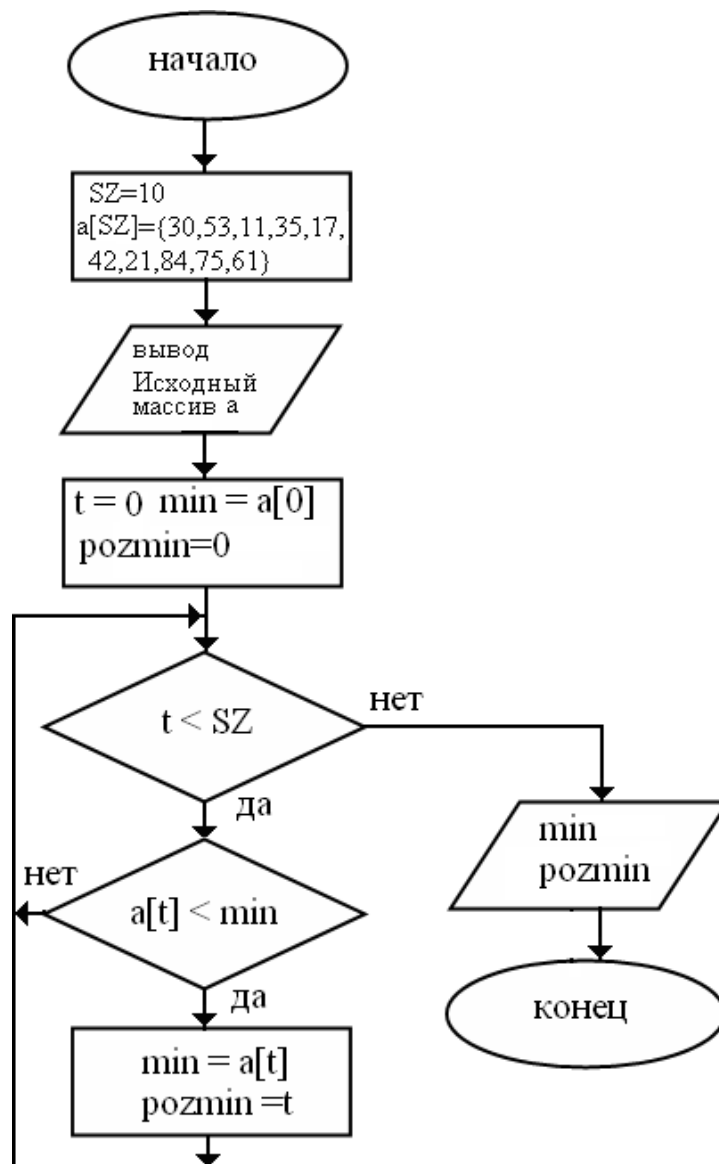 начало
SZ=10
a[SZ]={30,53,11,35,17,
42,21,84,75,61}
вывод
Исходный
массив a
t = 0 min = a[0]
pozmin=0
t < SZ
нет
да
min
pozmin
нет
a[t] < min
да
конец
min = a[t]
pozmin =t